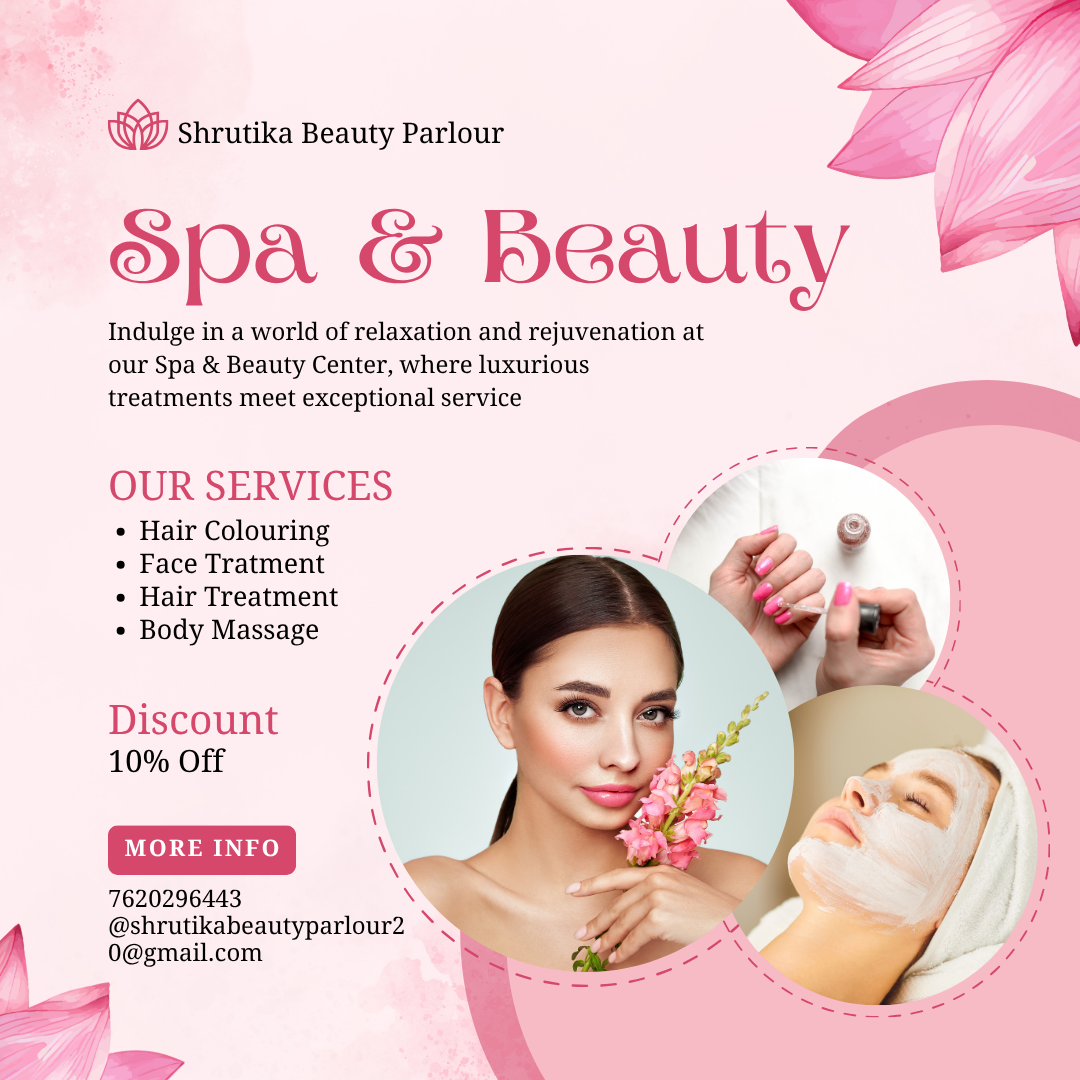 Shrutika Beauty Parlour
Spa & Beauty
Indulge in a world of relaxation and rejuvenation at
our Spa & Beauty Center, where luxurious
treatments meet exceptional service
OUR SERVICES
• Hair Colouring
• Face Tratment
• Hair Treatment
• Body Massage
Discount
10% Off
MORE INFO
7620296443
@shrutikabeautyparlour2
0@gmail.com